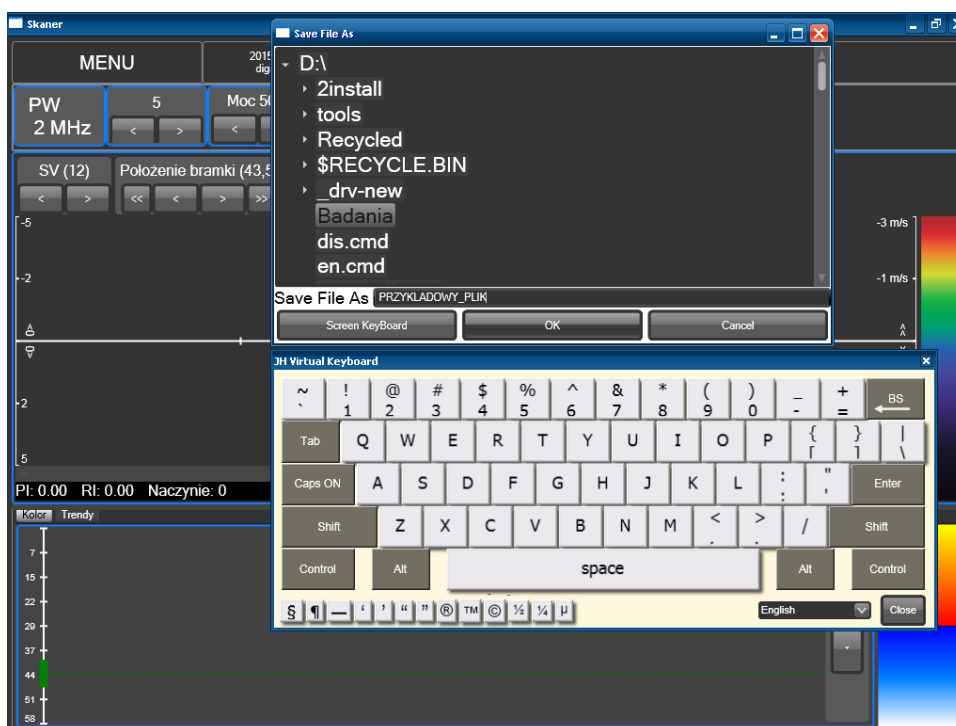 Skaner
Save File As
MENU
2015
dig
D:\
2install
tools
Recycled
$RECYCLE.BIN
_drv-new
Badania
dis.cmd
en.cmd
PW
2 MHz
5
< >
Moc 50
<
SV (12)
< >
Położenie bramki (43,5
<< < > >>
-5
-2
-2
5
-3 m/s
-1 m/s
Save File As PRZYKLADOWY_PLIK
Screen KeyBoard OK Cancel
PI: 0.00 RI: 0.00 Naczynie: 0
Kolor Trendy
7
15
22
29
37
44
51
58
JH Virtual Keyboard
~ ! @ # $ % ^ & * ( ) _ + BS
` 1 2 3 4 5 6 7 8 9 0 - =
Tab Q W E R T Y U I O P { } |
[ ] \
Caps ON A S D F G H J K L : " Enter
; '
Shift Z X C V B N M < > / Shift
, .
Control Alt space Alt Control
§ ¶ — ‘ ’ “ ” ® ™ © ½ ¼ µ English Close